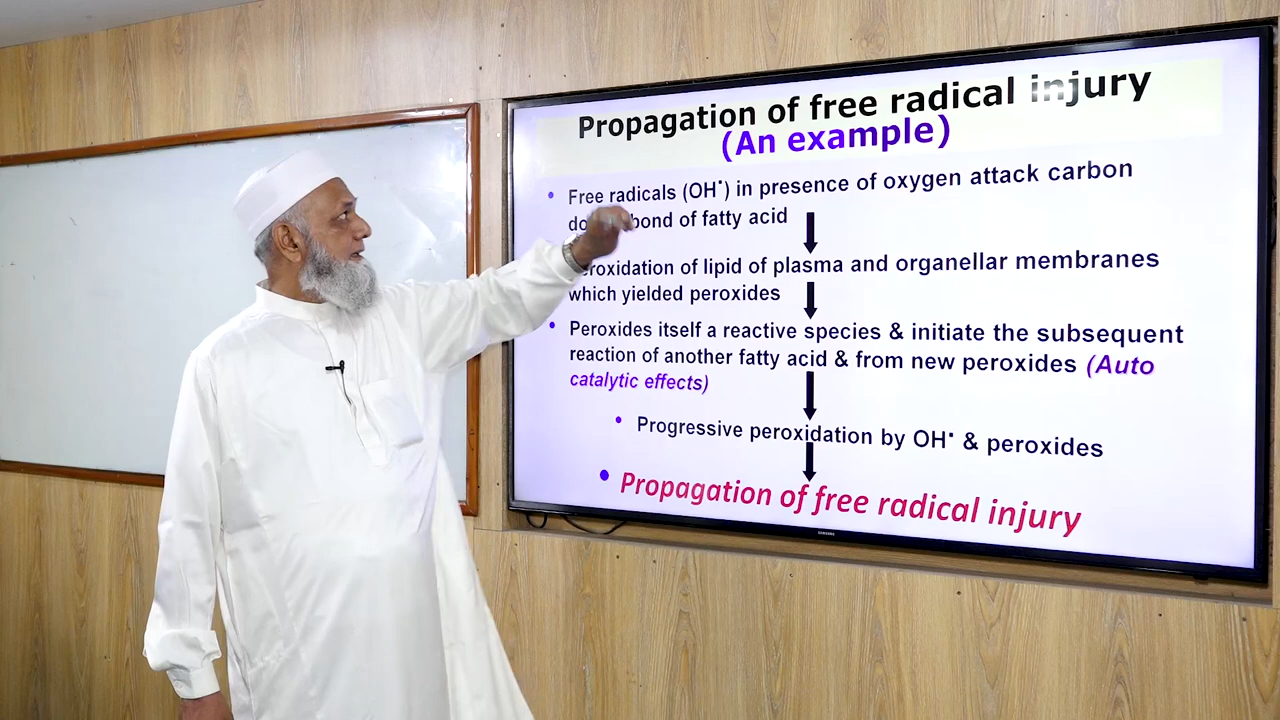 Propagation of free radical injury
(An example)
• Free radicals (OH•) in presence of oxygen attack carbon
bond of fatty acid
of lipid of plasma and organellar membranes
which yielded peroxides
• Peroxides itself a reactive species & initiate the subsequent
reaction of another fatty acid & from new peroxides (Auto
catalytic effects)
• Progressive peroxidation by OH• & peroxides
• Propagation of free radical injury
SAMSUNG